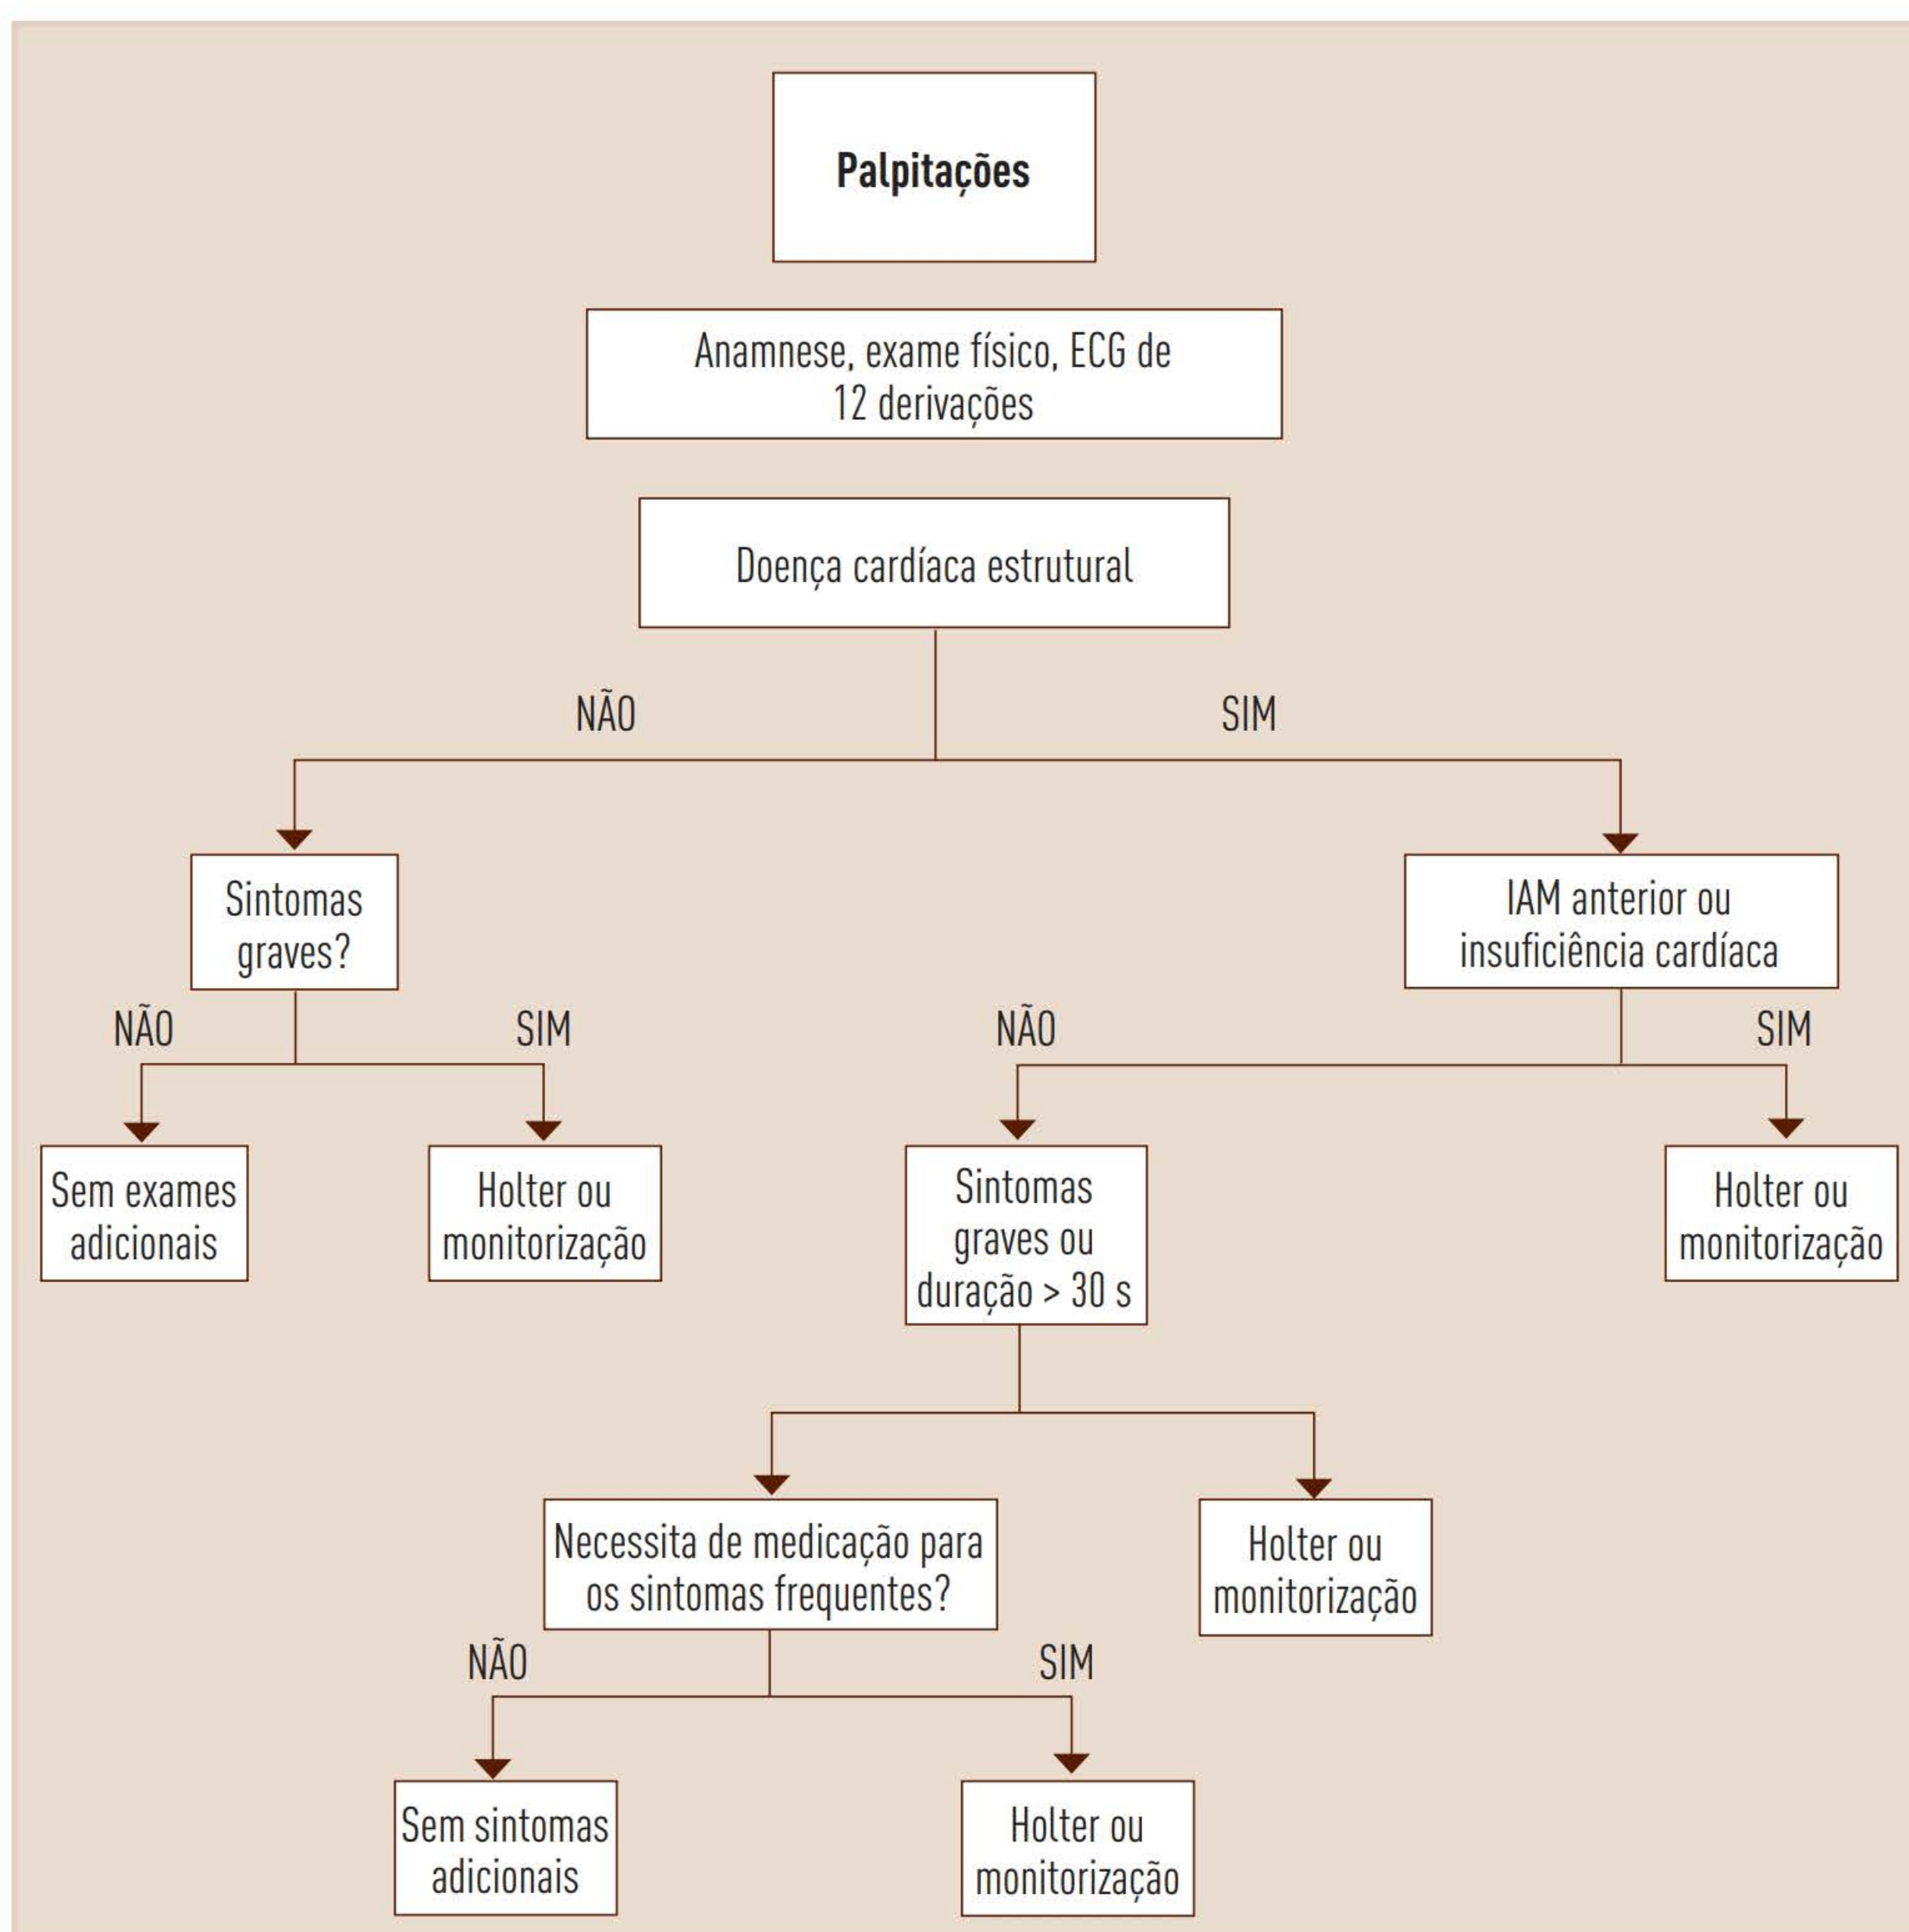 Palpitações
Anamnese, exame físico, ECG de
12 derivações
Doença cardíaca estrutural
NÃO
SIM
Sintomas
graves?
IAM anterior ou
insuficiência cardíaca
NÃO
SIM
NÃO
SIM
Sem exames
adicionais
Holter ou
monitorização
Sintomas
graves ou
duração > 30 s
Holter ou
monitorização
Necessita de medicação para
os sintomas frequentes?
Holter ou
monitorização
NÃO
SIM
Sem sintomas
adicionais
Holter ou
monitorização